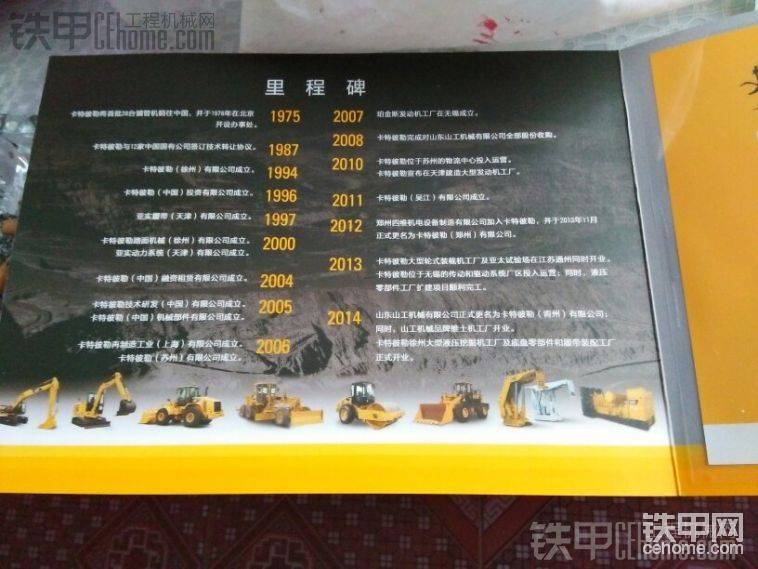 铁甲 工程机械网
CEhome.com
里程碑
卡特彼勒将首批38台铺管机销往中国，并于1978年在北京 1975
开设办事处。
卡特彼勒与12家中国国有公司签订技术转让协议。 1987
卡特彼勒（徐州）有限公司成立。 1994
卡特彼勒（中国）投资有限公司成立。 1996
亚实履带（天津）有限公司成立。 1997
卡特彼勒路面机械（徐州）有限公司成立。 2000
亚实动力系统（天津）有限公司成立。
卡特彼勒（中国）融资租赁有限公司成立。 2004
卡特彼勒技术研发（中国）有限公司成立。 2005
卡特彼勒（中国）机械部件有限公司成立。
卡特彼勒再制造工业（上海）有限公司成立。 2006
卡特彼勒（苏州）有限公司成立。
2007 珀金斯发动机工厂在无锡成立。
2008 卡特彼勒完成对山东山工机械有限公司全部股份收购。
2010 卡特彼勒位于苏州的物流中心投入运营。
卡特彼勒宣布在天津建造大型发动机工厂。
2011 卡特彼勒（吴江）有限公司成立。
2012 郑州四维机电设备制造有限公司加入卡特彼勒，并于2013年11月
正式更名为卡特彼勒（郑州）有限公司。
2013 卡特彼勒大型轮式装载机工厂及亚太试验场在江苏通州同时开业。
卡特彼勒位于无锡的传动和驱动系统厂区投入运营；同时，液压
零部件工厂扩建项目顺利完工。
2014 山东山工机械有限公司正式更名为卡特彼勒（青州）有限公司；
同时，山工机械品牌推土机工厂开业。
卡特彼勒徐州大型液压挖掘机工厂及底盘零部件和履带装配工厂
正式开业。
铁甲网
cehome.com